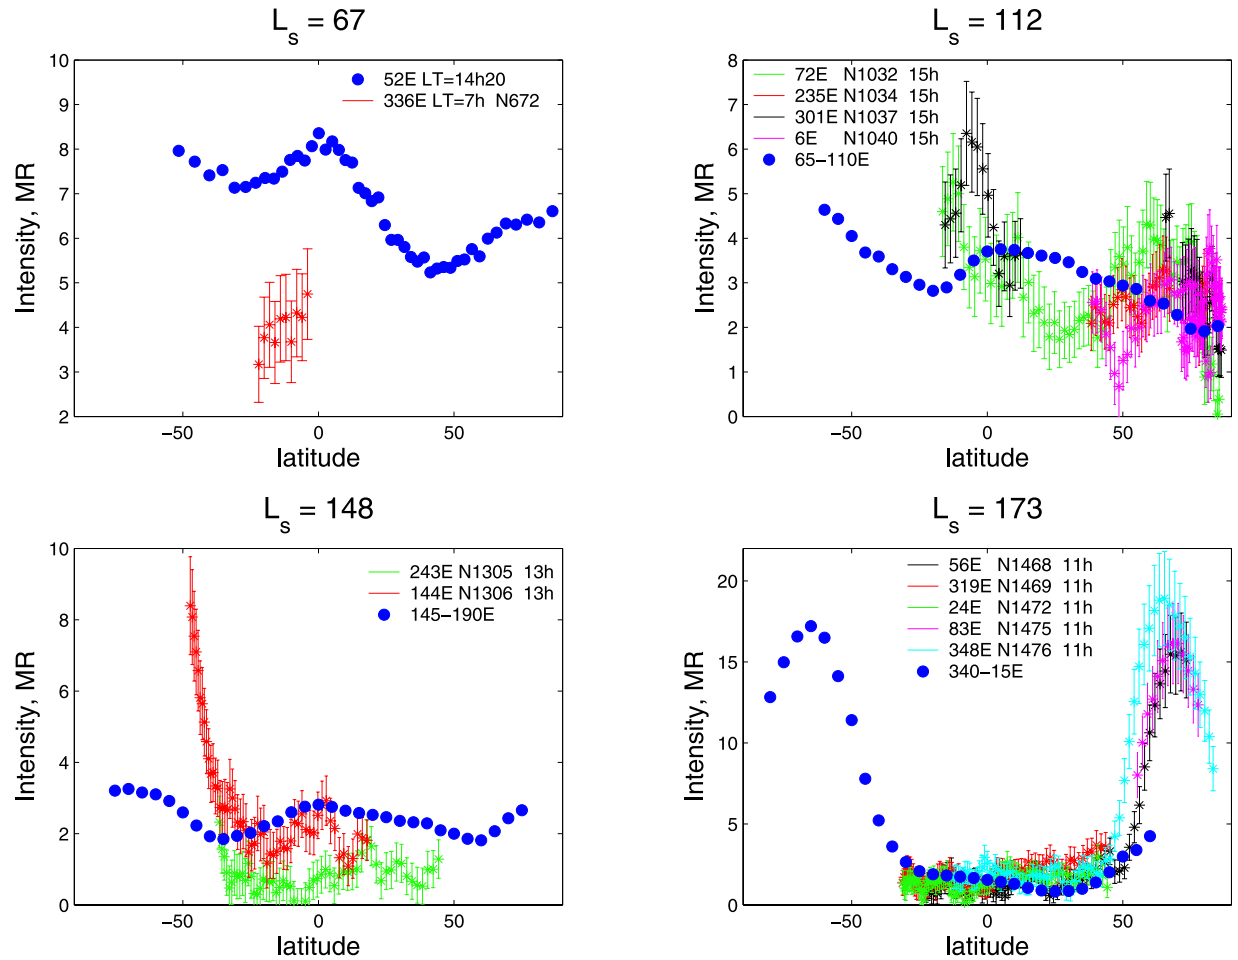 L_s = 67
10
9
8
7
6
5
4
3
2
Intensity, MR
52E LT=14h20
336E LT=7h N672
−50
0
50
latitude
L_s = 112
8
7
6
5
4
3
2
1
0
Intensity, MR
72E N1032 15h
235E N1034 15h
301E N1037 15h
6E N1040 15h
65−110E
−50
0
50
latitude
L_s = 148
10
8
6
4
2
0
Intensity, MR
243E N1305 13h
144E N1306 13h
145−190E
−50
0
50
latitude
L_s = 173
20
15
10
5
0
Intensity, MR
56E N1468 11h
319E N1469 11h
24E N1472 11h
83E N1475 11h
348E N1476 11h
340−15E
−50
0
50
latitude